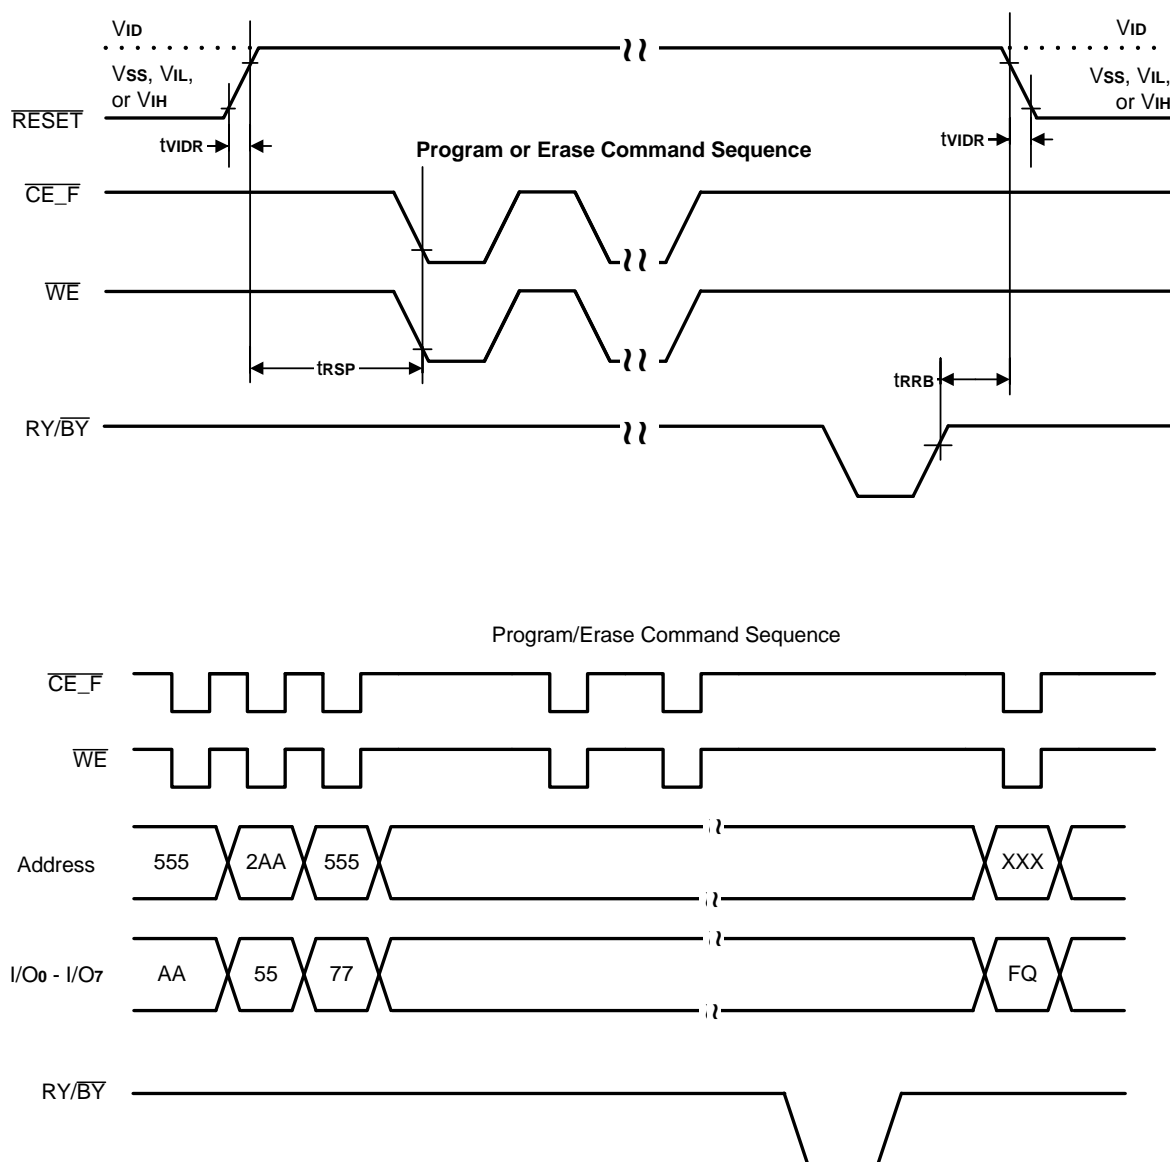 VID
VID
VSS, VIL,
or VIH
VSS, VIL,
or VIH
RESET
tVIDR
tVIDR
Program or Erase Command Sequence
CE_F
WE
tRSP
tRRB
RY/BY
Program/Erase Command Sequence
CE_F
WE
Address
555
2AA
555
XXX
I/O0 - I/O7
AA
55
77
FQ
RY/BY